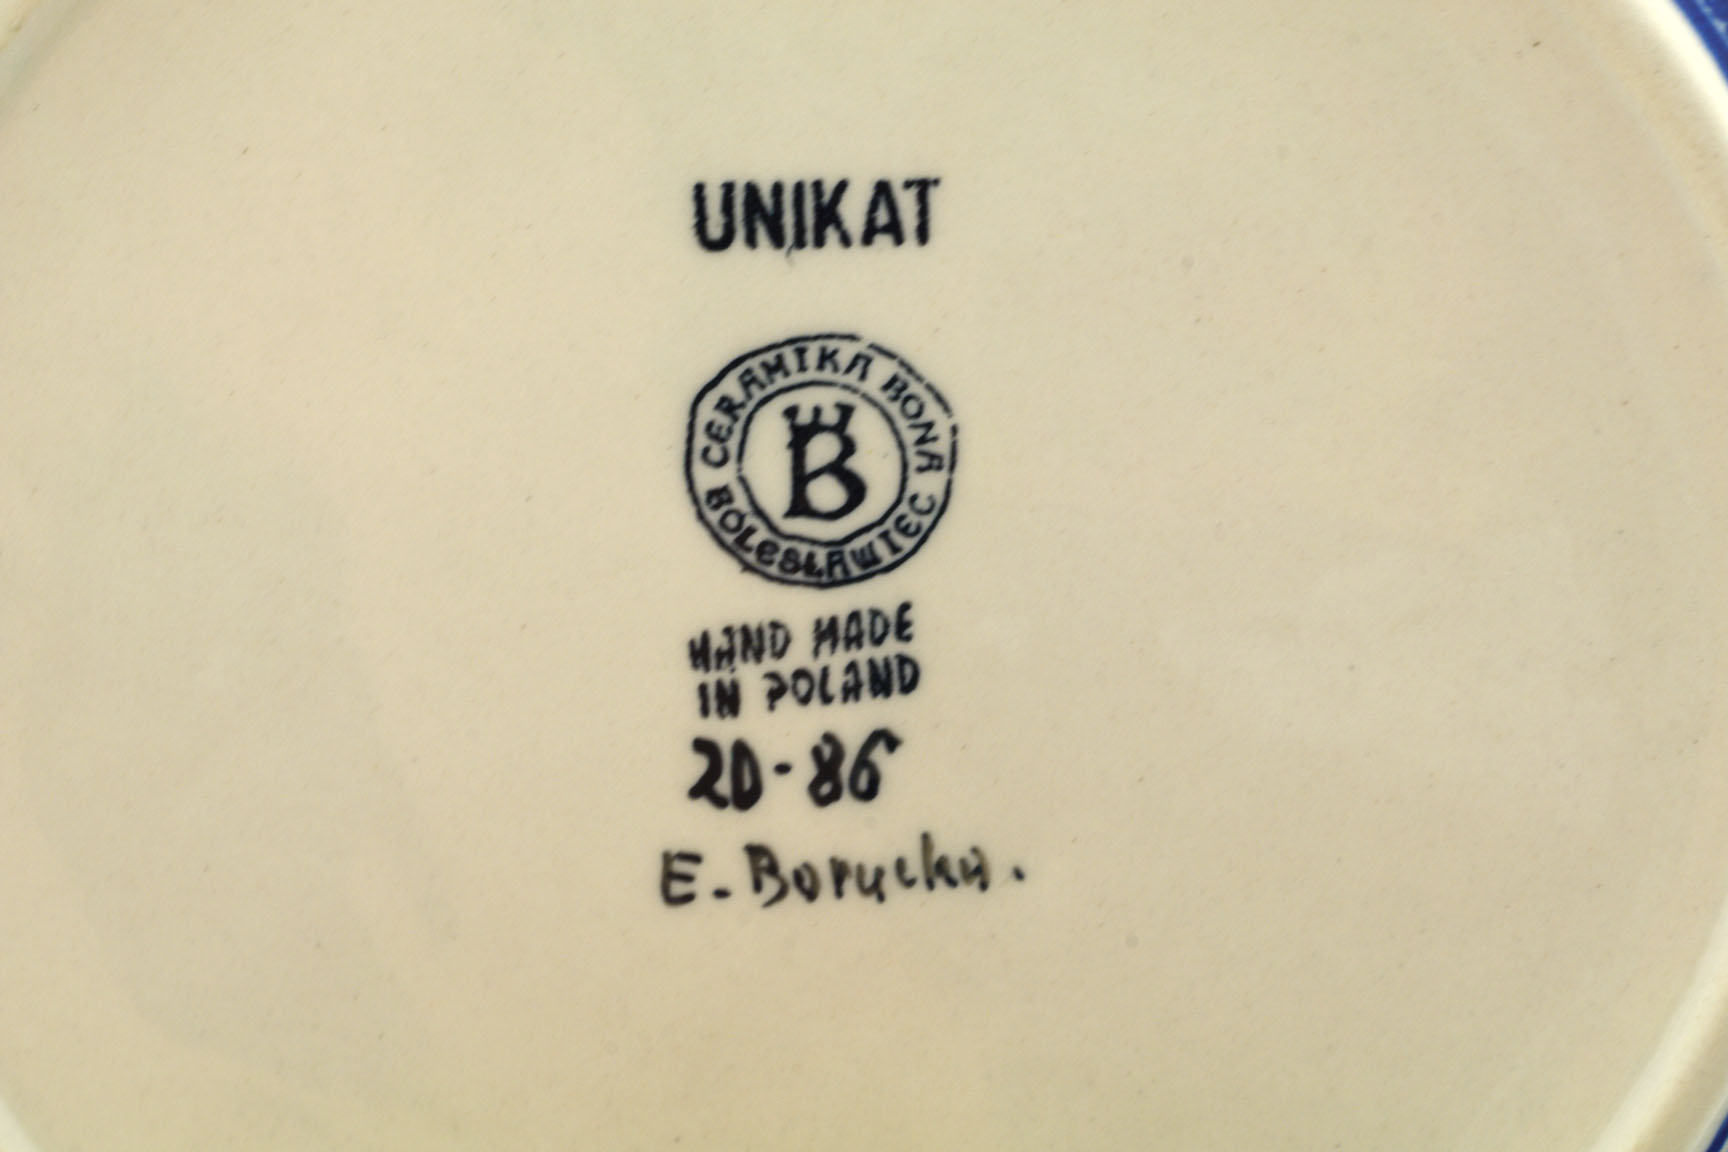 UNIKAT
CERAMIKA BONA
BOLESŁAWIEC
B
HAND MADE
IN POLAND
20-86
E. Borucka.